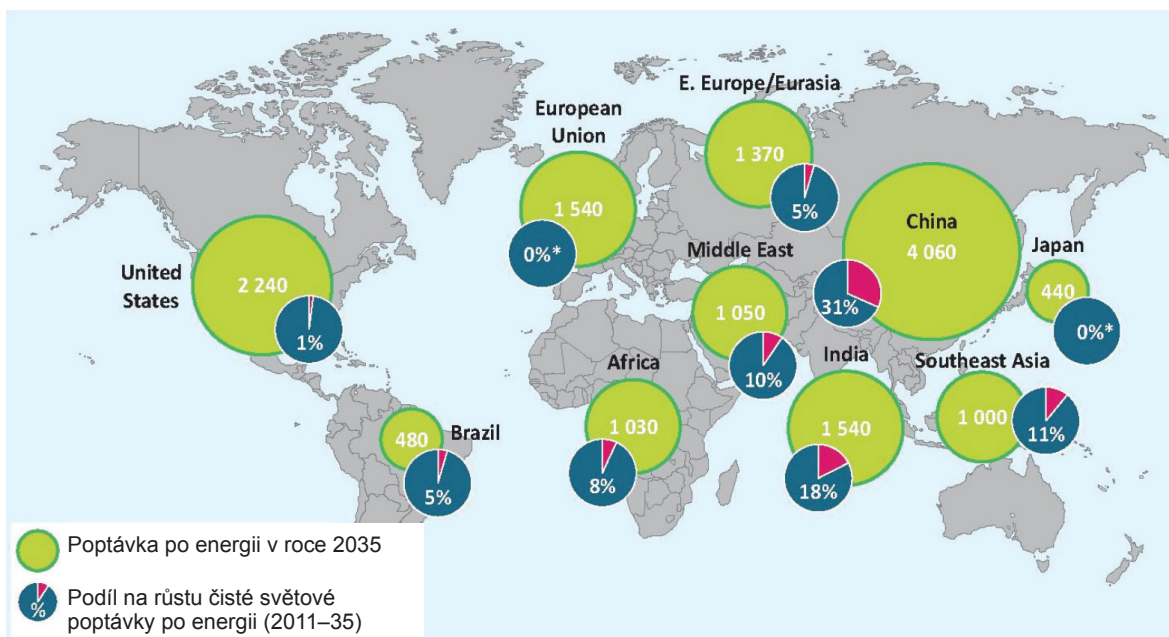 E. Europe/Eurasia
1 370
5%
European
Union
1 540
0%*
China
4 060
31%
Japan
440
0%*
United
States
2 240
1%
Middle East
1 050
10%
Africa
1 030
8%
India
1 540
18%
Southeast Asia
1 000
11%
Brazil
480
5%
Poptávka po energii v roce 2035
%
Podíl na růstu čisté světové
poptávky po energii (2011–35)